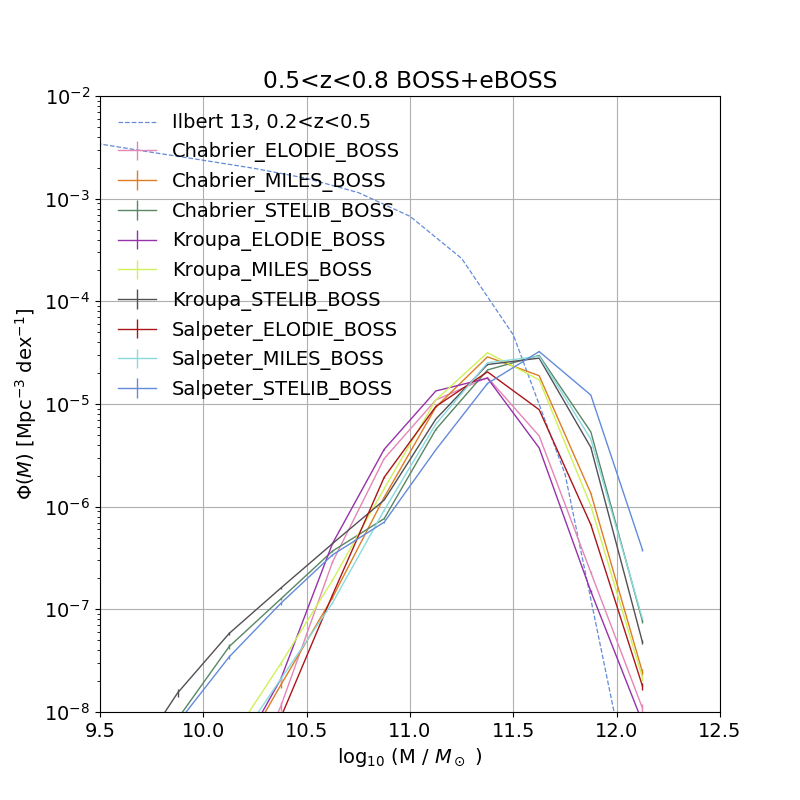 0.5<z<0.8 BOSS+eBOSS
10⁻²
10⁻³
10⁻⁴
10⁻⁵
10⁻⁶
10⁻⁷
10⁻⁸
Φ(M) [Mpc⁻³ dex⁻¹]
Ilbert 13, 0.2<z<0.5
Chabrier_ELODIE_BOSS
Chabrier_MILES_BOSS
Chabrier_STELIB_BOSS
Kroupa_ELODIE_BOSS
Kroupa_MILES_BOSS
Kroupa_STELIB_BOSS
Salpeter_ELODIE_BOSS
Salpeter_MILES_BOSS
Salpeter_STELIB_BOSS
9.5 10.0 10.5 11.0 11.5 12.0 12.5
log₁₀ (M / M⊙ )